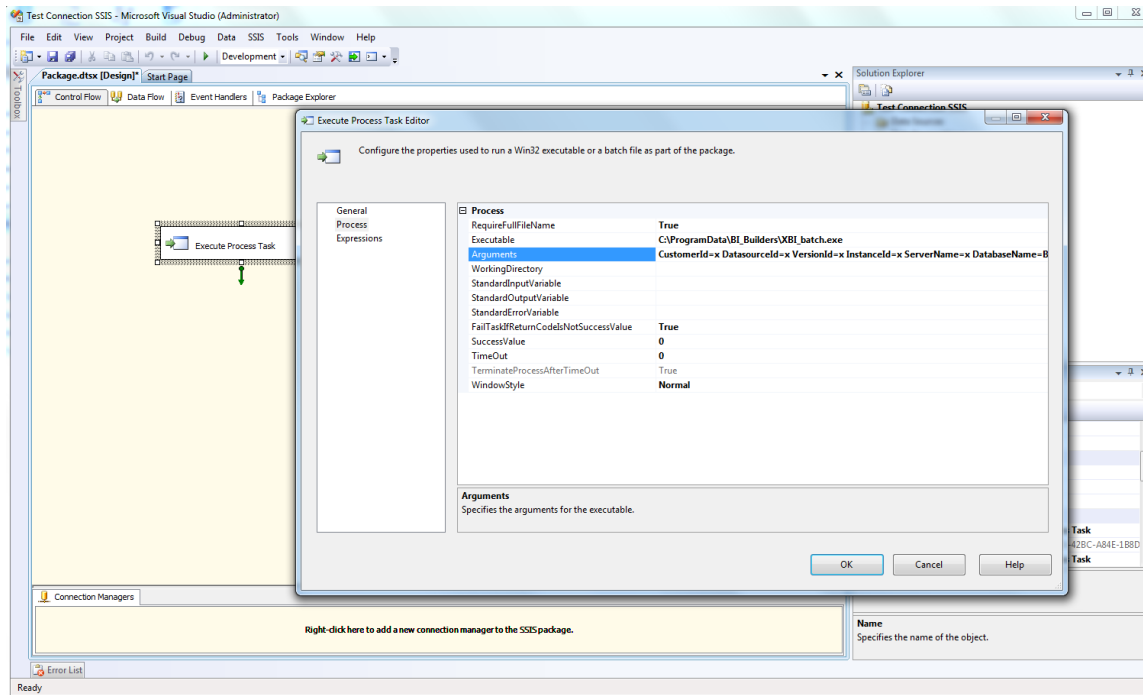 Test Connection SSIS - Microsoft Visual Studio (Administrator)
File Edit View Project Build Debug Data SSIS Tools Window Help
Development
Package.dtsx [Design]* Start Page
Solution Explorer
Toolbox
Control Flow Data Flow Event Handlers Package Explorer
Test Connection SSIS
Data Sources
Execute Process Task Editor
Configure the properties used to run a Win32 executable or a batch file as part of the package.
General
Process
Expressions
Process
RequireFullFileName True
Executable C:\ProgramData\BI_Builders\XBI_batch.exe
Arguments CustomerId=x DatasourceId=x VersionId=x InstanceId=x ServerName=x DatabaseName=B
WorkingDirectory
StandardInputVariable
StandardOutputVariable
StandardErrorVariable
FailTaskIfReturnCodeIsNotSuccessValue True
SuccessValue 0
TimeOut 0
TerminateProcessAfterTimeOut True
WindowStyle Normal
Execute Process Task
Arguments
Specifies the arguments for the executable.
OK Cancel Help
Task
-42BC-A84E-1B8D
Task
Connection Managers
Right-click here to add a new connection manager to the SSIS package.
Name
Specifies the name of the object.
Error List
Ready